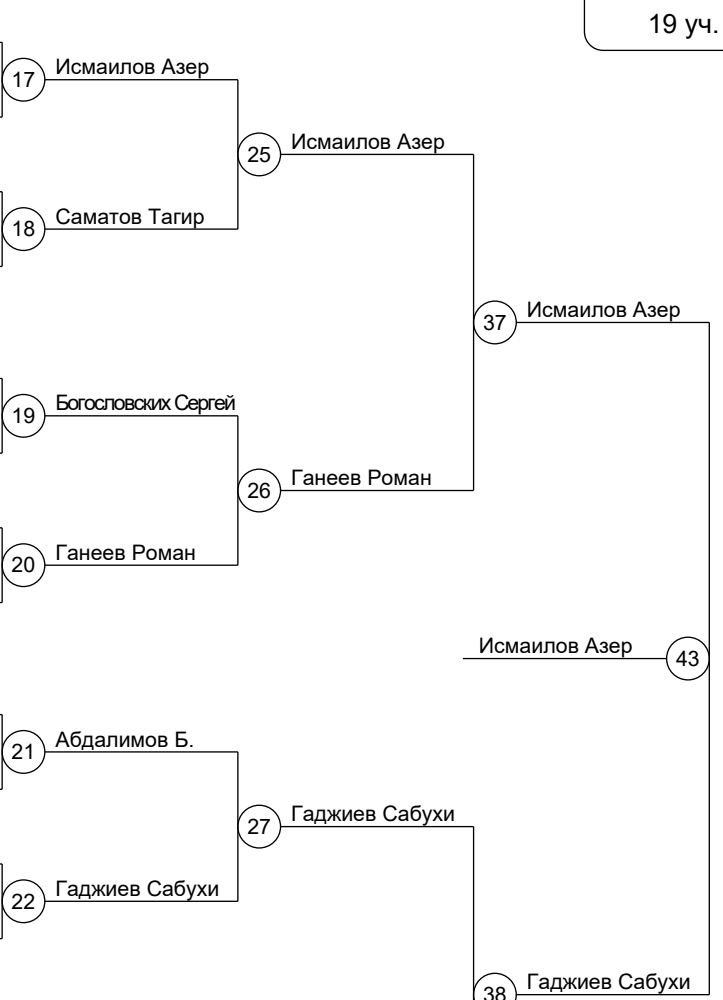 19 уч.
17 Исмаилов Азер
25 Исмаилов Азер
18 Саматов Тагир
37 Исмаилов Азер
19 Богословских Сергей
26 Ганеев Роман
20 Ганеев Роман
Исмаилов Азер 43
21 Абдалимов Б.
27 Гаджиев Сабухи
22 Гаджиев Сабухи
38 Гаджиев Сабухи